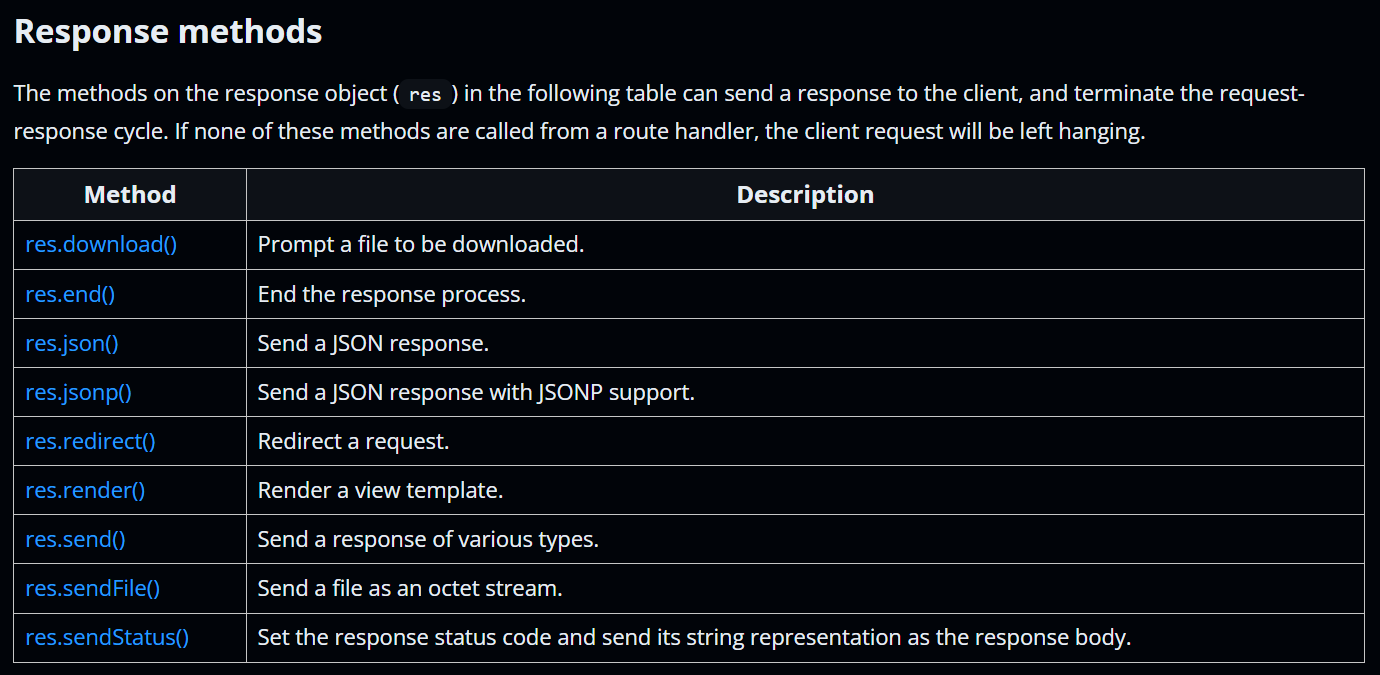 Response methods
The methods on the response object ( res ) in the following table can send a response to the client, and terminate the request-
response cycle. If none of these methods are called from a route handler, the client request will be left hanging.
Method Description
res.download() Prompt a file to be downloaded.
res.end() End the response process.
res.json() Send a JSON response.
res.jsonp() Send a JSON response with JSONP support.
res.redirect() Redirect a request.
res.render() Render a view template.
res.send() Send a response of various types.
res.sendFile() Send a file as an octet stream.
res.sendStatus() Set the response status code and send its string representation as the response body.